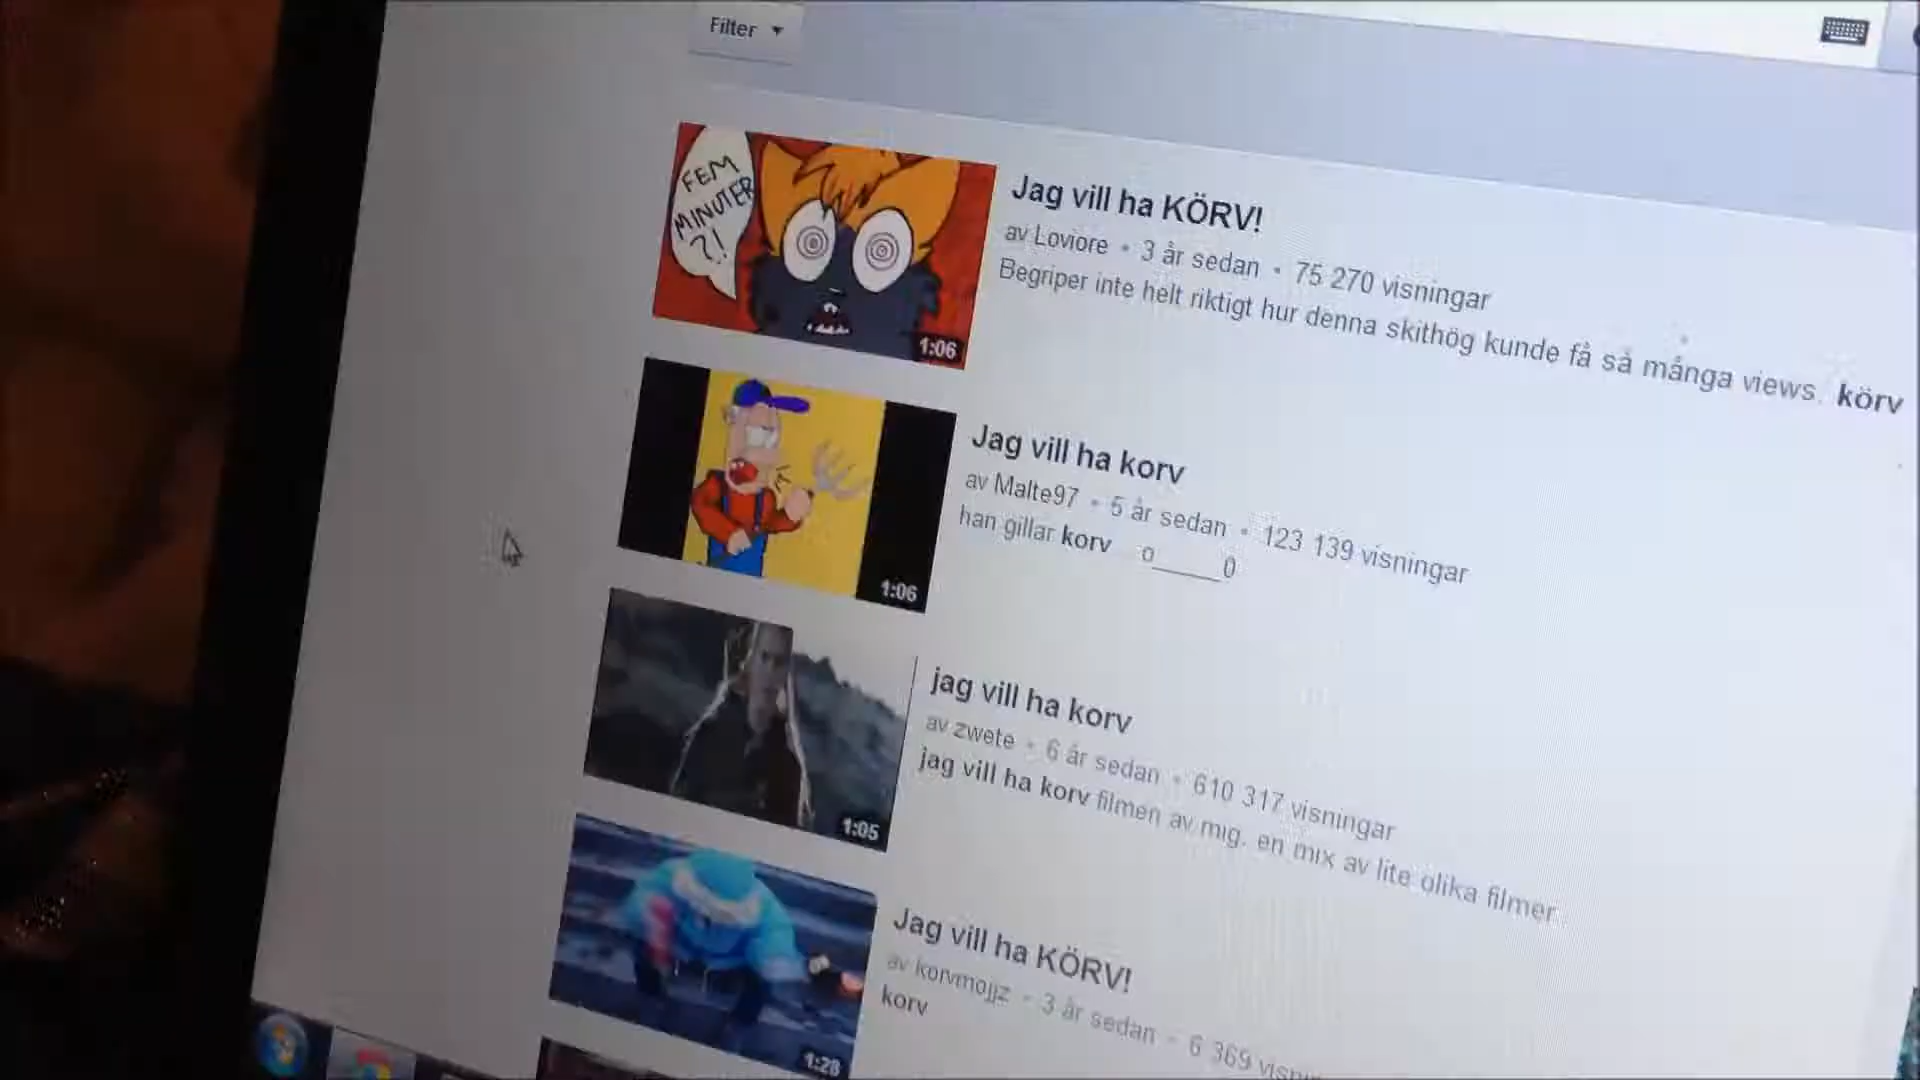 Filter
FEM
MINUTER
?!
1:06
Jag vill ha KÖRV!
av Loviore • 3 år sedan • 75 270 visningar
Begriper inte helt riktigt hur denna skithög kunde få så många views. körv
1:06
Jag vill ha korv
av Malte97 • 5 år sedan • 123 139 visningar
han gillar korv o_____0
1:05
jag vill ha korv
av zwete • 6 år sedan • 610 317 visningar
jag vill ha korv filmen av mig. en mix av lite olika filmer
1:28
Jag vill ha KÖRV!
av korvmojjz • 3 år sedan • 6 369
korv